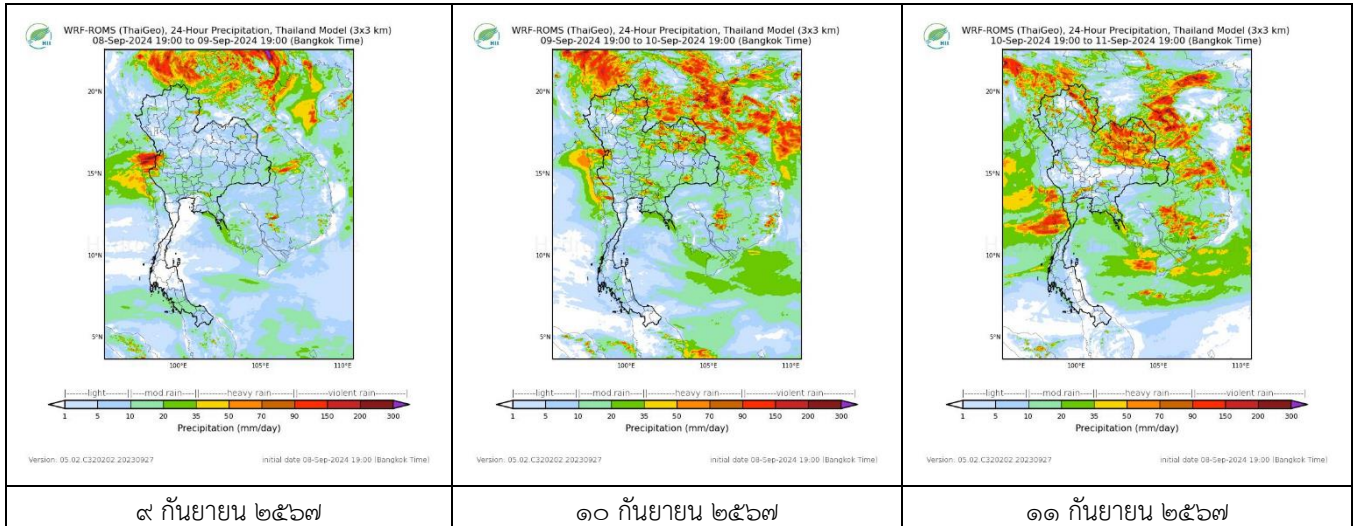 WRF-ROMS (ThaiGeo), 24-Hour Precipitation, Thailand Model (3x3 km)
08-Sep-2024 19:00 to 09-Sep-2024 19:00 (Bangkok Time)
20°N
15°N
10°N
5°N
100°E
105°E
110°E
light
mod rain
heavy rain
violent rain
1 5 10 20 35 50 70 90 150 200 300
Precipitation (mm/day)
Version: 05.02.C320202.20230927
initial date 08-Sep-2024 19:00 (Bangkok Time)
๙ กันยายน ๒๕๖๗
WRF-ROMS (ThaiGeo), 24-Hour Precipitation, Thailand Model (3x3 km)
09-Sep-2024 19:00 to 10-Sep-2024 19:00 (Bangkok Time)
20°N
15°N
10°N
5°N
100°E
105°E
110°E
light
mod rain
heavy rain
violent rain
1 5 10 20 35 50 70 90 150 200 300
Precipitation (mm/day)
Version: 05.02.C320202.20230927
initial date 08-Sep-2024 19:00 (Bangkok Time)
๑๐ กันยายน ๒๕๖๗
WRF-ROMS (ThaiGeo), 24-Hour Precipitation, Thailand Model (3x3 km)
10-Sep-2024 19:00 to 11-Sep-2024 19:00 (Bangkok Time)
20°N
15°N
10°N
5°N
100°E
105°E
110°E
light
mod rain
heavy rain
violent rain
1 5 10 20 35 50 70 90 150 200 300
Precipitation (mm/day)
Version: 05.02.C320202.20230927
initial date 08-Sep-2024 19:00 (Bangkok Time)
๑๑ กันยายน ๒๕๖๗